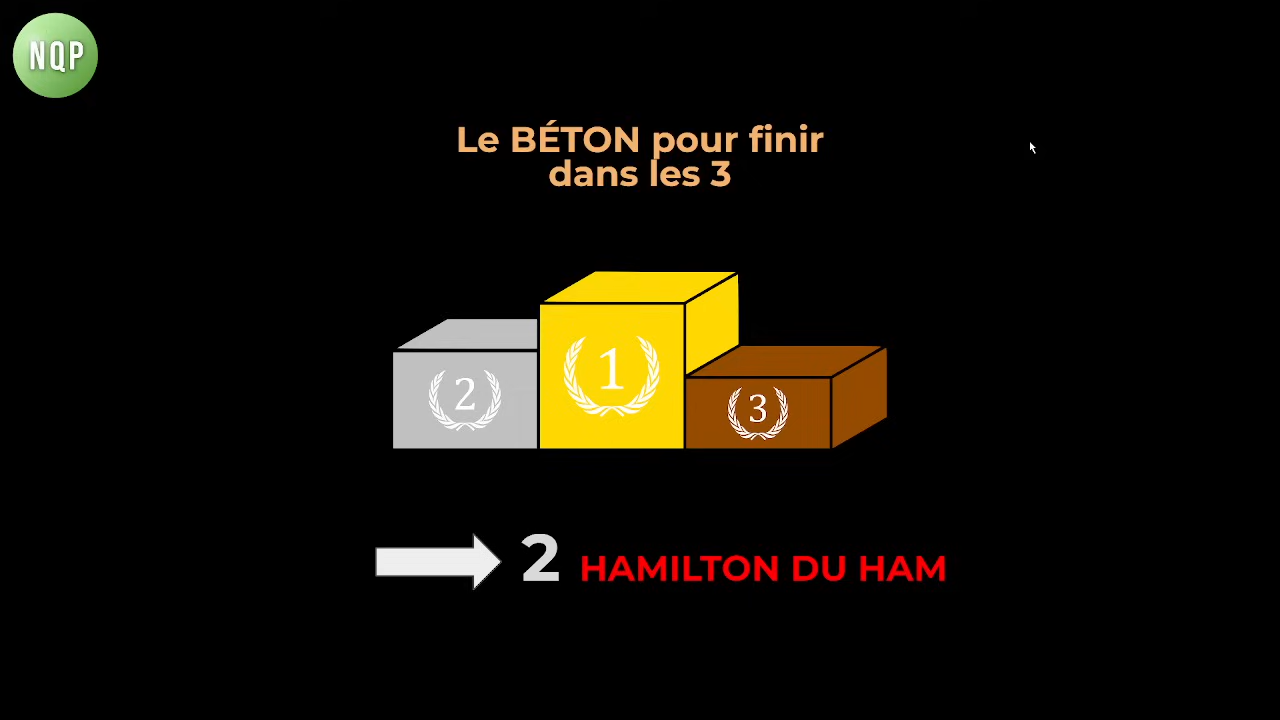 NQP
Le BÉTON pour finir
dans les 3
1
2
3
2 HAMILTON DU HAM